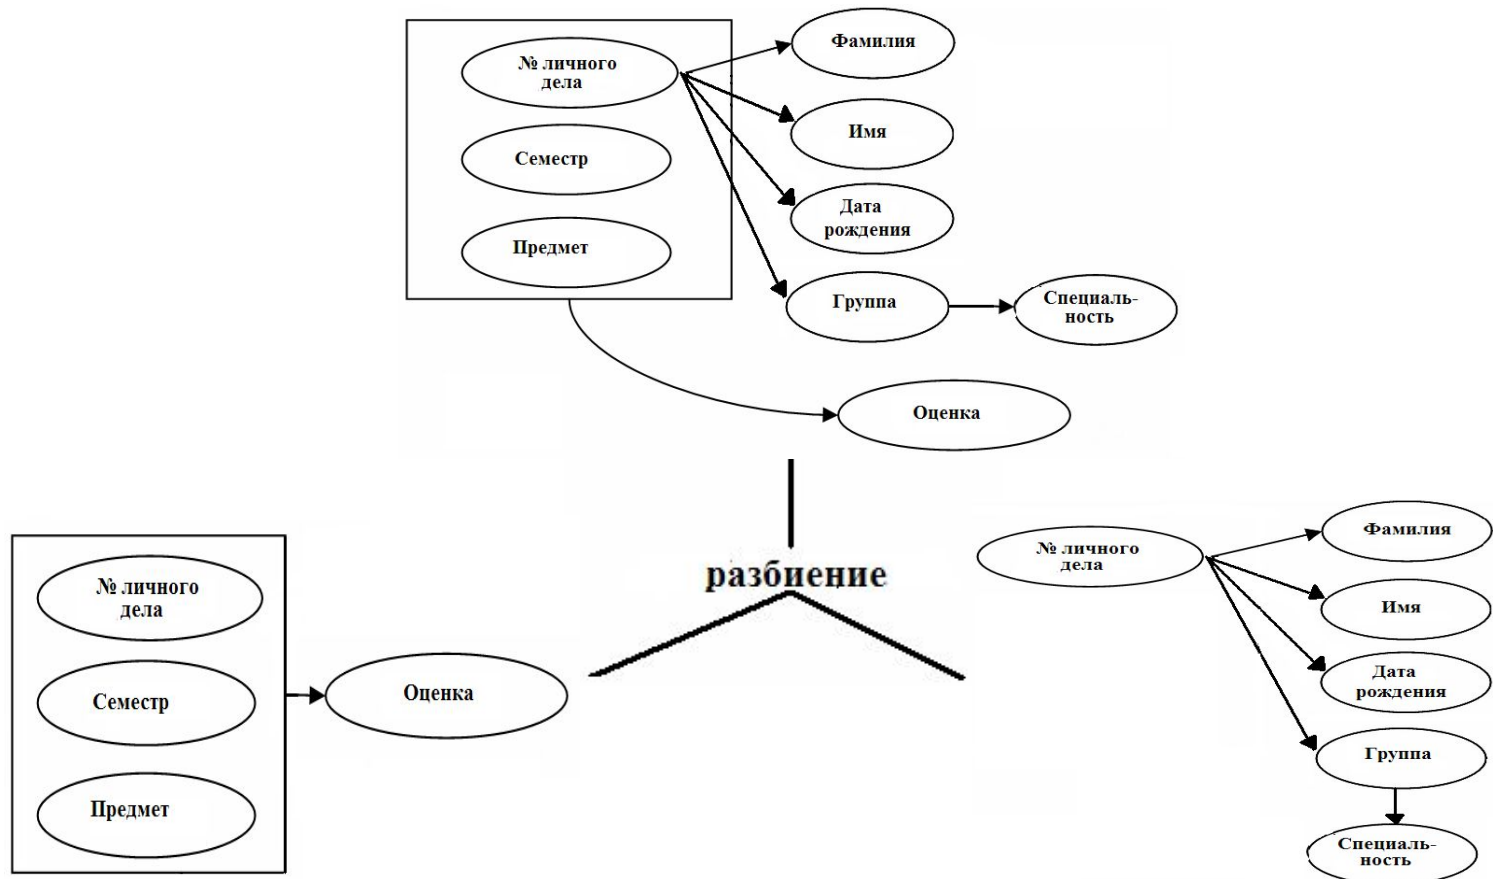 № личного
дела
Семестр
Предмет
Фамилия
Имя
Дата
рождения
Группа
Специаль-
ность
Оценка
разбиение
№ личного
дела
Семестр
Предмет
Оценка
№ личного
дела
Фамилия
Имя
Дата
рождения
Группа
Специаль-
ность